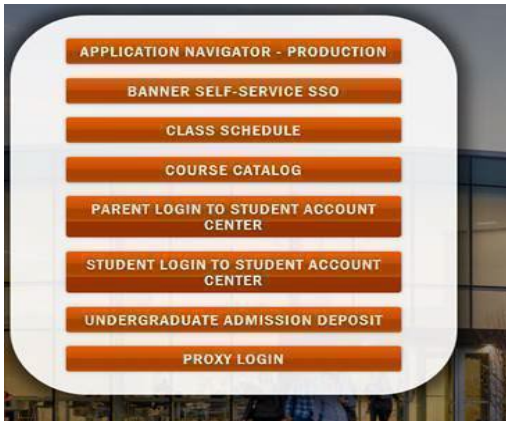 APPLICATION NAVIGATOR - PRODUCTION
BANNER SELF-SERVICE SSO
CLASS SCHEDULE
COURSE CATALOG
PARENT LOGIN TO STUDENT ACCOUNT
CENTER
STUDENT LOGIN TO STUDENT ACCOUNT
CENTER
UNDERGRADUATE ADMISSION DEPOSIT
PROXY LOGIN